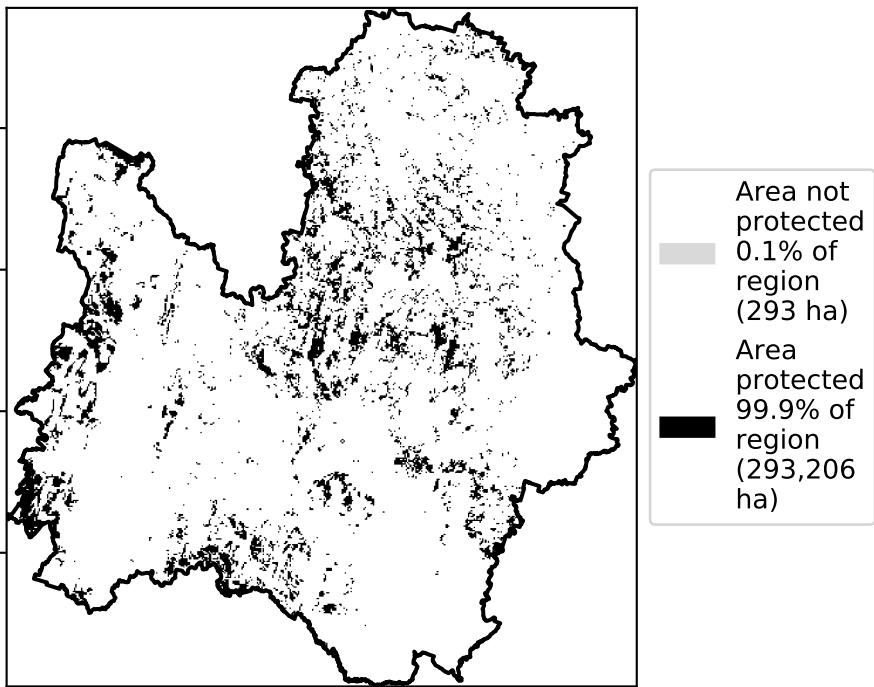 Area not
protected
0.1% of
region
(293 ha)
Area
protected
99.9% of
region
(293,206
ha)